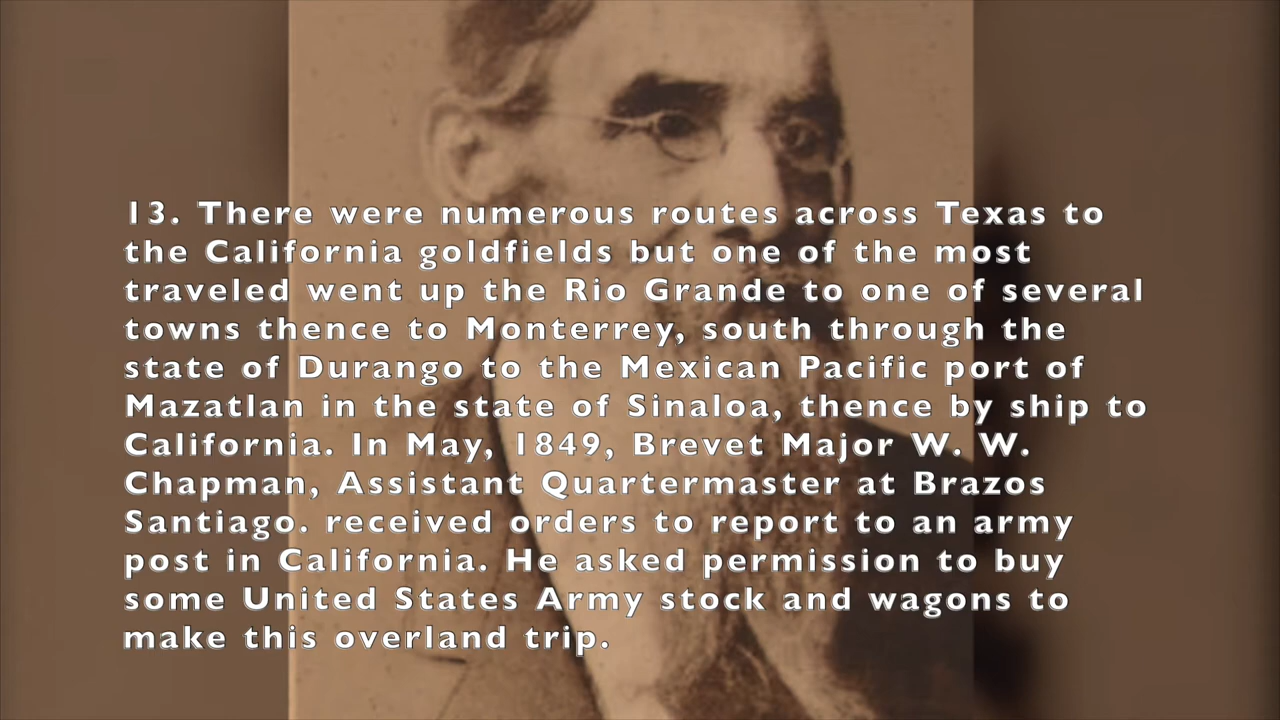 13. There were numerous routes across Texas to
the California goldfields but one of the most
traveled went up the Rio Grande to one of several
towns thence to Monterrey, south through the
state of Durango to the Mexican Pacific port of
Mazatlan in the state of Sinaloa, thence by ship to
California. In May, 1849, Brevet Major W. W.
Chapman, Assistant Quartermaster at Brazos
Santiago. received orders to report to an army
post in California. He asked permission to buy
some United States Army stock and wagons to
make this overland trip.